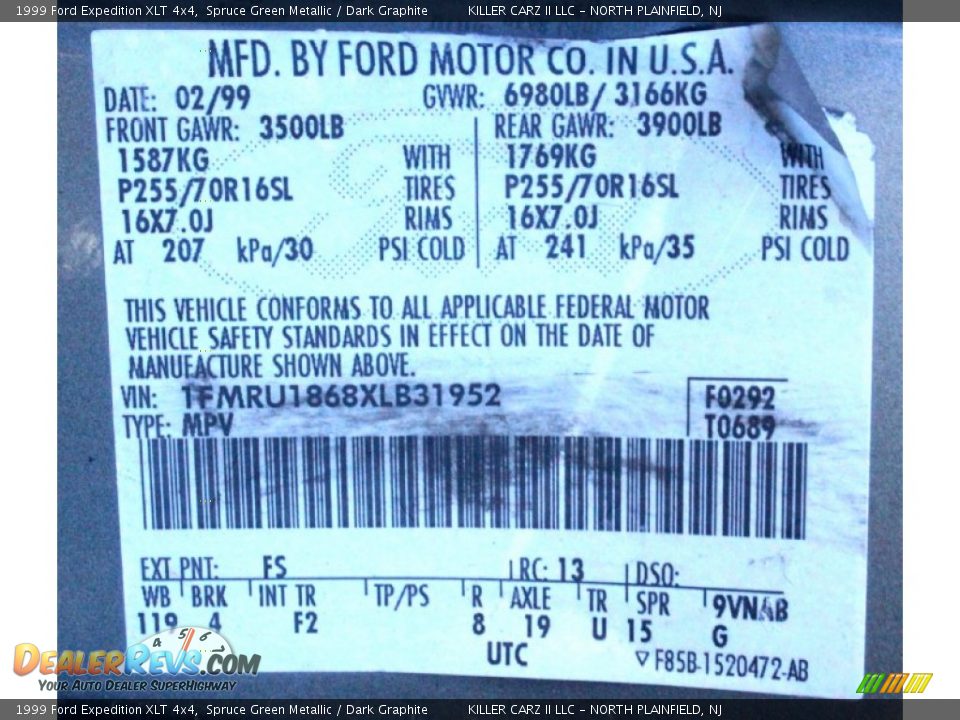 1999 Ford Expedition XLT 4x4, Spruce Green Metallic / Dark Graphite KILLER CARZ II LLC - NORTH PLAINFIELD, NJ
MFD. BY FORD MOTOR CO. IN U.S.A.
DATE: 02/99 GVWR: 6980LB/ 3166KG
FRONT GAWR: 3500LB REAR GAWR: 3900LB
1587KG WITH 1769KG WITH
P255/70R16SL TIRES P255/70R16SL TIRES
16X7.0J RIMS 16X7.0J RIMS
AT 207 kPa/30 PSI COLD AT 241 kPa/35 PSI COLD
THIS VEHICLE CONFORMS TO ALL APPLICABLE FEDERAL MOTOR
VEHICLE SAFETY STANDARDS IN EFFECT ON THE DATE OF
MANUFACTURE SHOWN ABOVE.
VIN: 1FMRU1868XLB31952 F0292
TYPE: MPV T0689
EXT PNT: FS RC: 13 DSO:
WB BRK INT TR TP/PS R AXLE TR SPR 9VNAB
119 4 F2 8 19 U 15 G
UTC F85B-1520472-AB
4 5 6
DEALERREVS.COM
YOUR AUTO DEALER SUPERHIGHWAY
1999 Ford Expedition XLT 4x4, Spruce Green Metallic / Dark Graphite KILLER CARZ II LLC - NORTH PLAINFIELD, NJ